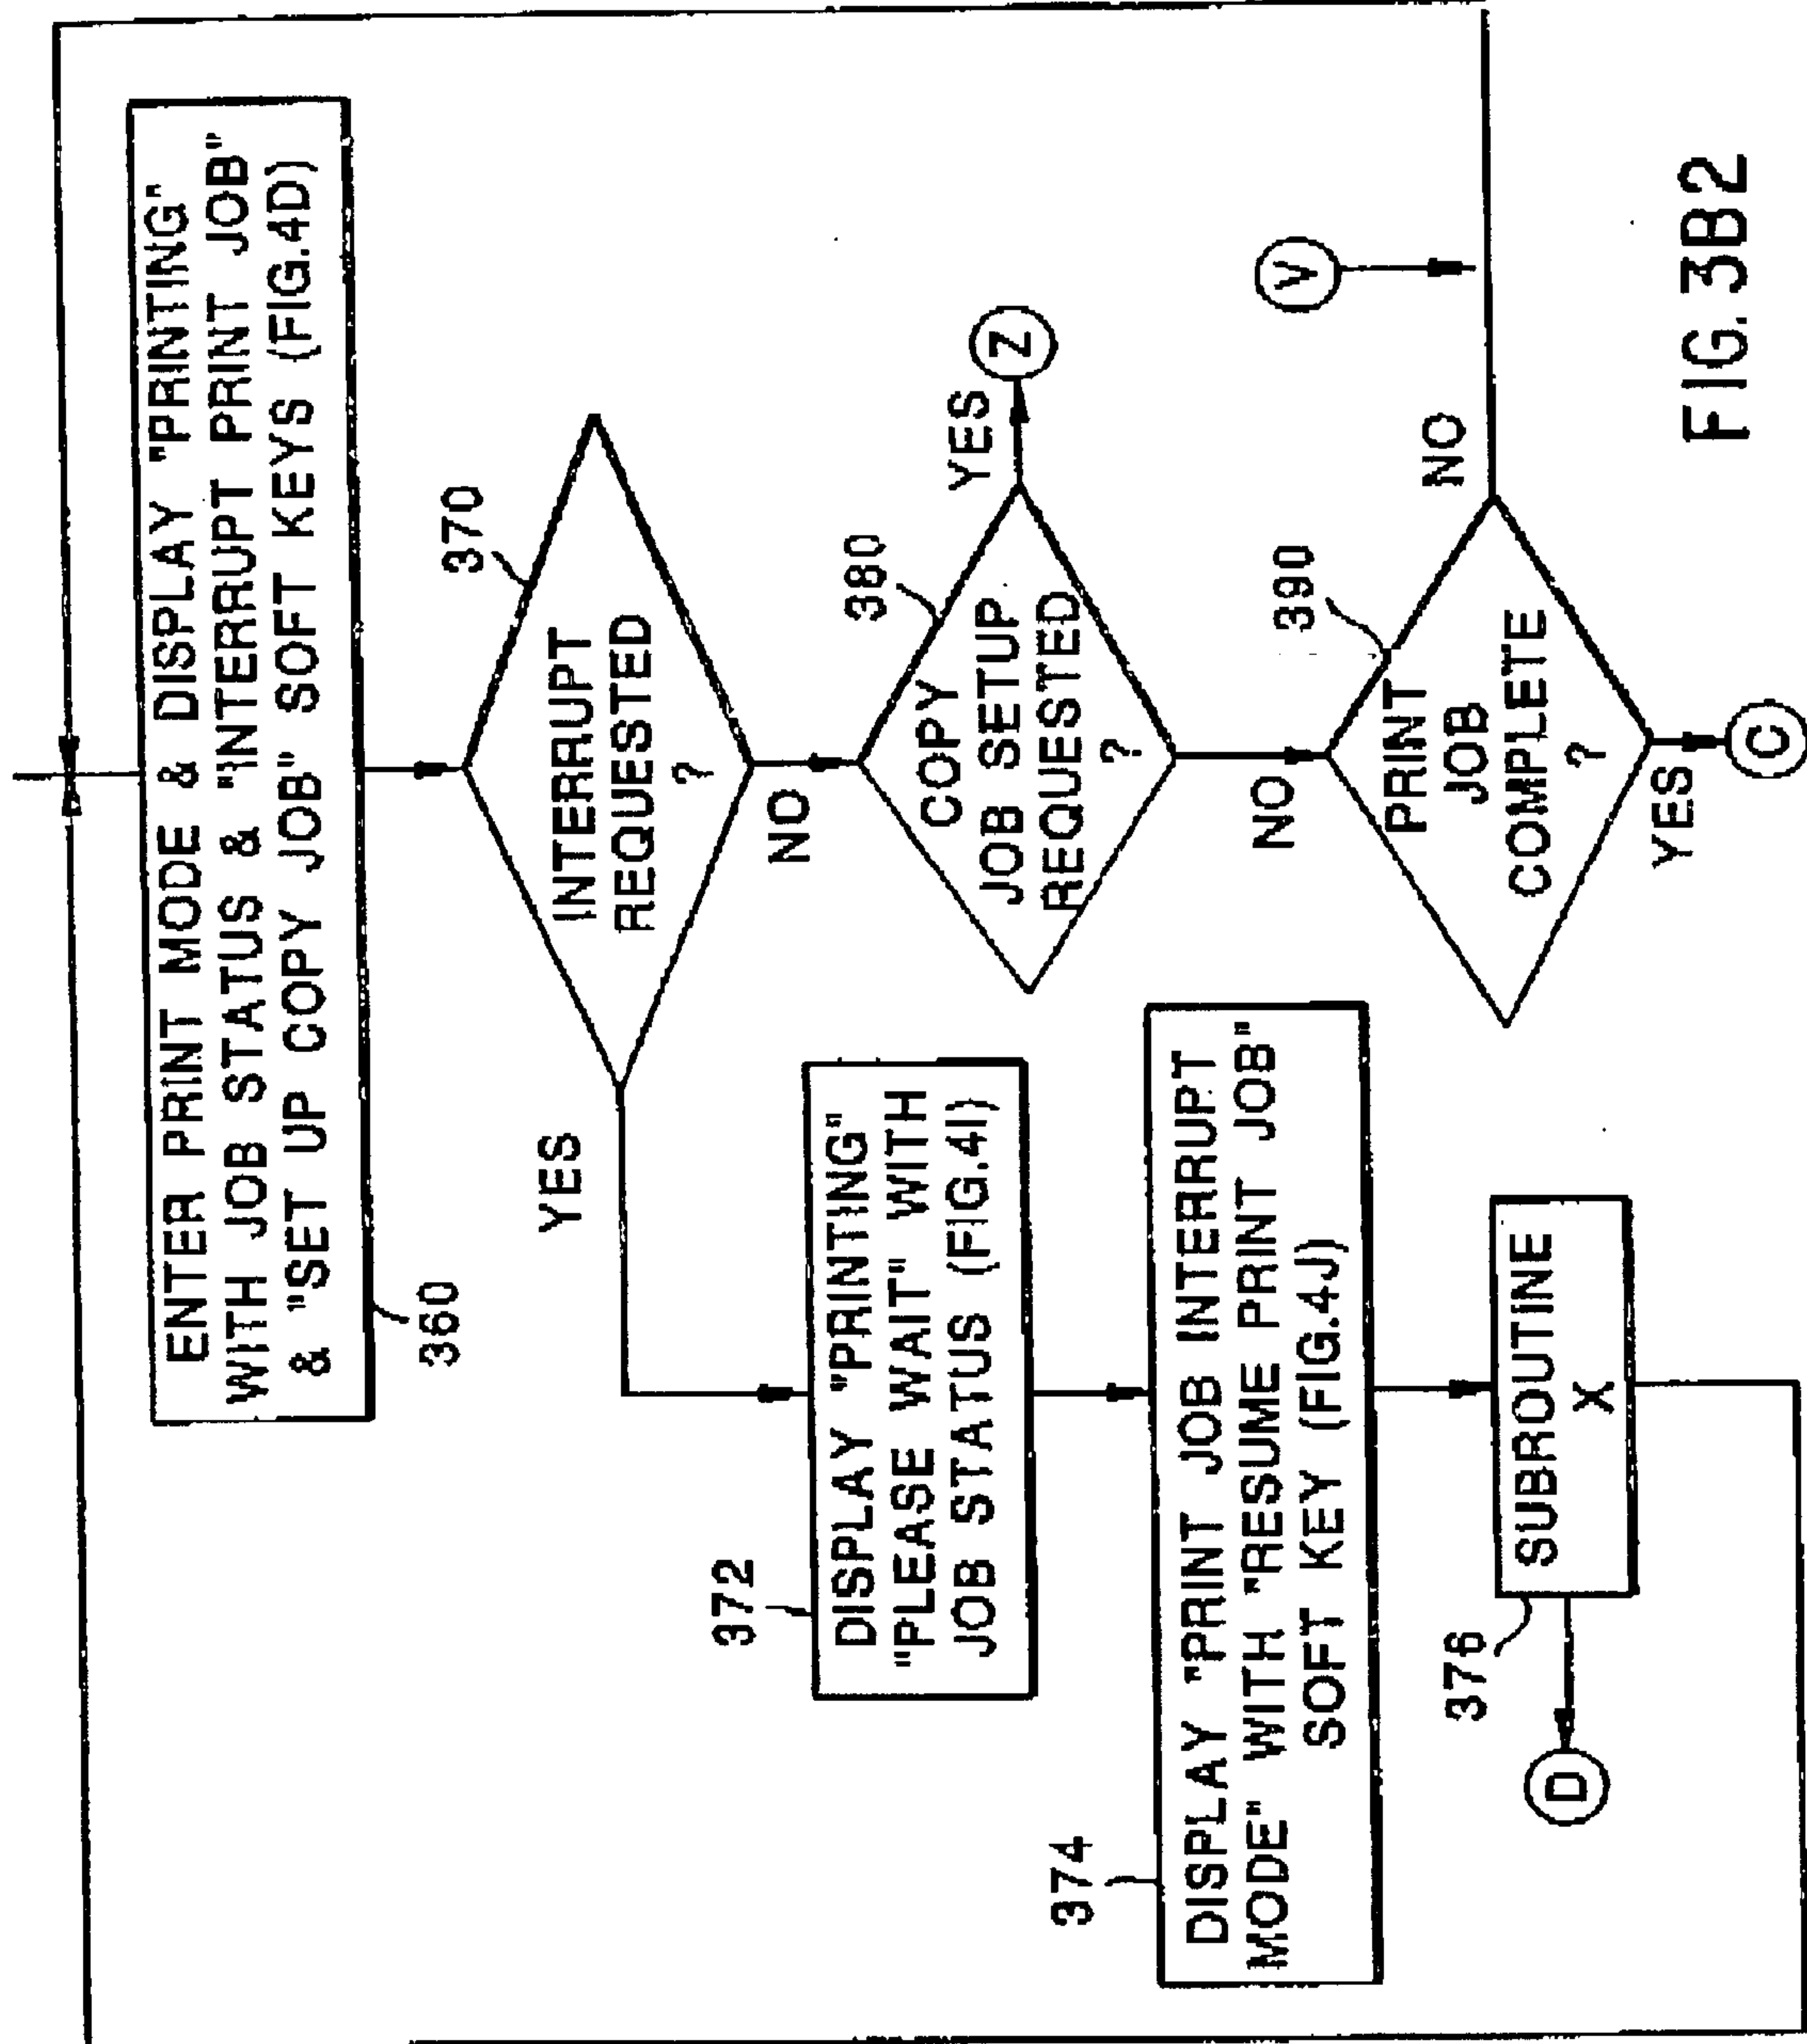 ENTER PRINT MODE & DISPLAY "PRINTING"
WITH JOB STATUS & "INTERRUPT PRINT JOB"
& "SET UP COPY JOB" SOFT KEYS (FIG.4D)
360
370
INTERRUPT
REQUESTED
?
YES
NO
372
DISPLAY "PRINTING"
"PLEASE WAIT" WITH
JOB STATUS (FIG.4I)
380
COPY
JOB SETUP
REQUESTED
?
YES
Z
NO
374
DISPLAY "PRINT JOB INTERRUPT
MODE" WITH "RESUME PRINT JOB"
SOFT KEY (FIG.4J)
390
PRINT
JOB
COMPLETE
?
NO
V
YES
C
376
SUBROUTINE
X
D
FIG. 3B2